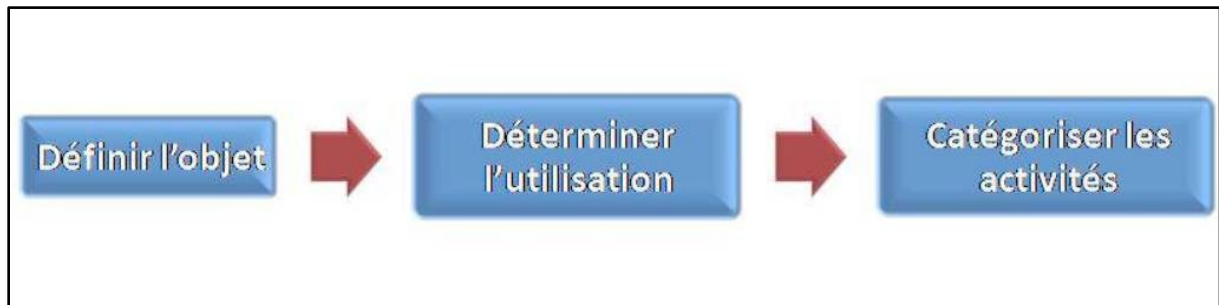 Définir l'objet
Déterminer
l'utilisation
Catégoriser les
activités